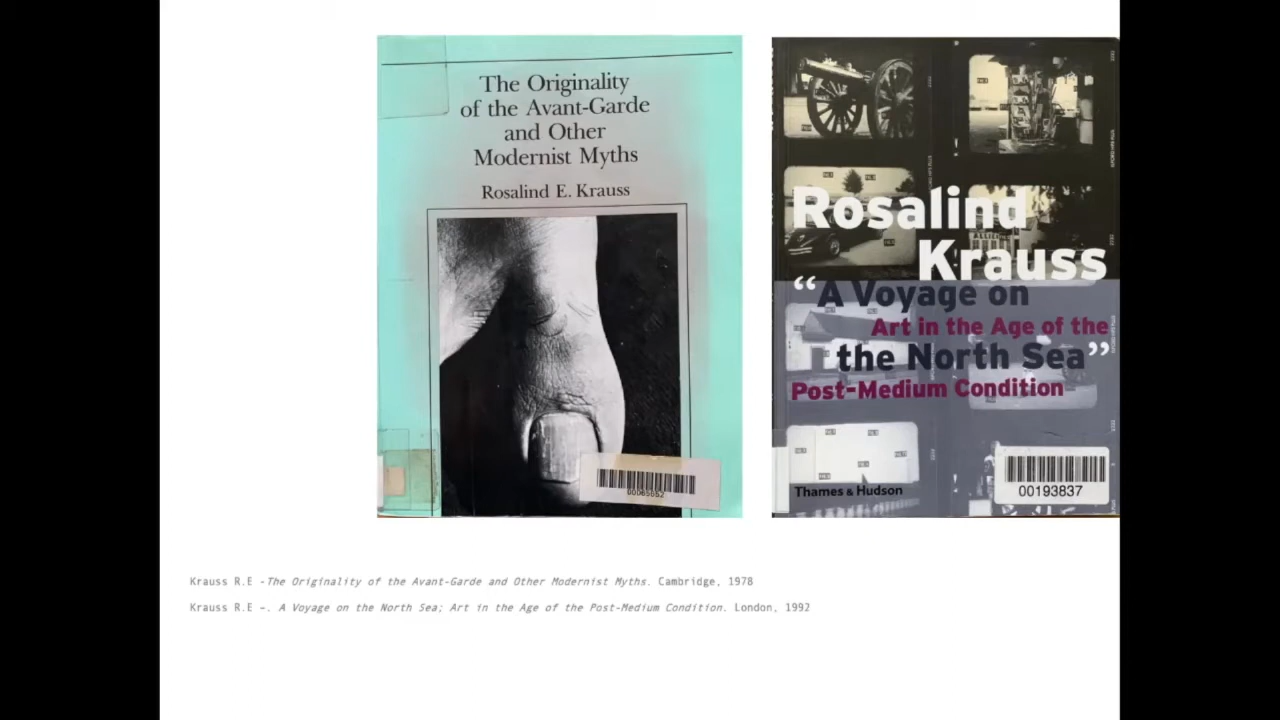 The Originality
of the Avant-Garde
and Other
Modernist Myths
Rosalind E. Krauss
Rosalind
Krauss
“A Voyage on
Art in the Age of the
the North Sea”
Post-Medium Condition
Thames & Hudson
00193837
Krauss R.E -The Originality of the Avant-Garde and Other Modernist Myths. Cambridge, 1978
Krauss R.E –. A Voyage on the North Sea; Art in the Age of the Post-Medium Condition. London, 1992